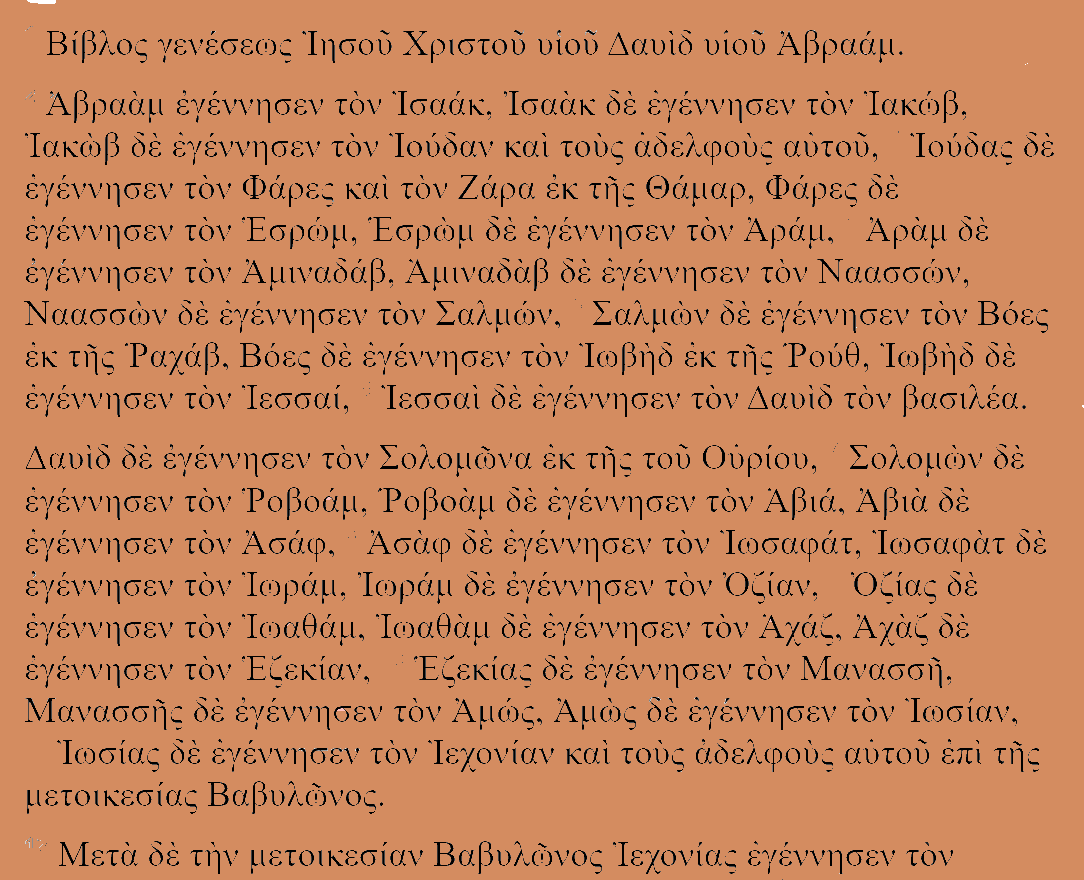 Βίβλος γενέσεως Ἰησοῦ Χριστοῦ υἱοῦ Δαυὶδ υἱοῦ Ἀβραάμ.
Ἀβραὰμ ἐγέννησεν τὸν Ἰσαάκ, Ἰσαὰκ δὲ ἐγέννησεν τὸν Ἰακώβ,
Ἰακὼβ δὲ ἐγέννησεν τὸν Ἰούδαν καὶ τοὺς ἀδελφοὺς αὐτοῦ, Ἰούδας δὲ
ἐγέννησεν τὸν Φάρες καὶ τὸν Ζάρα ἐκ τῆς Θάμαρ, Φάρες δὲ
ἐγέννησεν τὸν Ἑσρώμ, Ἑσρὼμ δὲ ἐγέννησεν τὸν Ἀράμ, Ἀρὰμ δὲ
ἐγέννησεν τὸν Ἀμιναδάβ, Ἀμιναδὰβ δὲ ἐγέννησεν τὸν Ναασσών,
Ναασσὼν δὲ ἐγέννησεν τὸν Σαλμών, Σαλμὼν δὲ ἐγέννησεν τὸν Βόες
ἐκ τῆς Ῥαχάβ, Βόες δὲ ἐγέννησεν τὸν Ἰωβὴδ ἐκ τῆς Ῥούθ, Ἰωβὴδ δὲ
ἐγέννησεν τὸν Ἰεσσαί, Ἰεσσαὶ δὲ ἐγέννησεν τὸν Δαυὶδ τὸν βασιλέα.
Δαυὶδ δὲ ἐγέννησεν τὸν Σολομῶνα ἐκ τῆς τοῦ Οὐρίου, Σολομὼν δὲ
ἐγέννησεν τὸν Ῥοβοάμ, Ῥοβοὰμ δὲ ἐγέννησεν τὸν Ἀβιά, Ἀβιὰ δὲ
ἐγέννησεν τὸν Ἀσάφ, Ἀσὰφ δὲ ἐγέννησεν τὸν Ἰωσαφάτ, Ἰωσαφὰτ δὲ
ἐγέννησεν τὸν Ἰωράμ, Ἰωράμ δὲ ἐγέννησεν τὸν Ὀζίαν, Ὀζίας δὲ
ἐγέννησεν τὸν Ἰωαθάμ, Ἰωαθὰμ δὲ ἐγέννησεν τὸν Ἀχάζ, Ἀχὰζ δὲ
ἐγέννησεν τὸν Ἑζεκίαν, Ἑζεκίας δὲ ἐγέννησεν τὸν Μανασσῆ,
Μανασσῆς δὲ ἐγέννησεν τὸν Ἀμώς, Ἀμὼς δὲ ἐγέννησεν τὸν Ἰωσίαν,
Ἰωσίας δὲ ἐγέννησεν τὸν Ἰεχονίαν καὶ τοὺς ἀδελφοὺς αὐτοῦ ἐπὶ τῆς
μετοικεσίας Βαβυλῶνος.
Μετὰ δὲ τὴν μετοικεσίαν Βαβυλῶνος Ἰεχονίας ἐγέννησεν τὸν